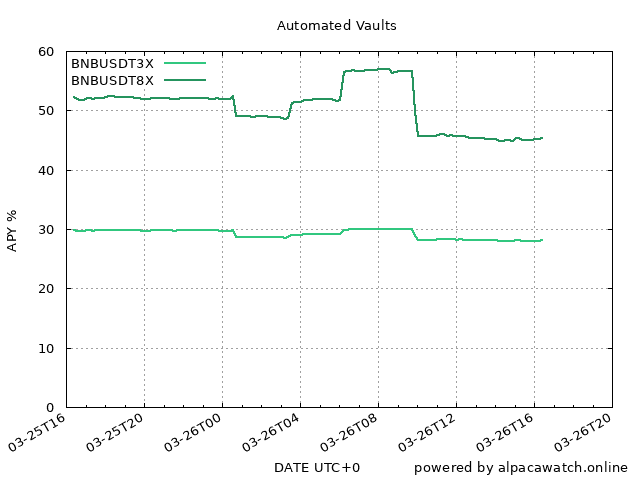 Automated Vaults
60
50
40
30
20
10
0
APY %
BNBUSDT3X
BNBUSDT8X
03-25T16
03-25T20
03-26T00
03-26T04
03-26T08
03-26T12
03-26T16
03-26T20
DATE UTC+0
powered by alpacawatch.online